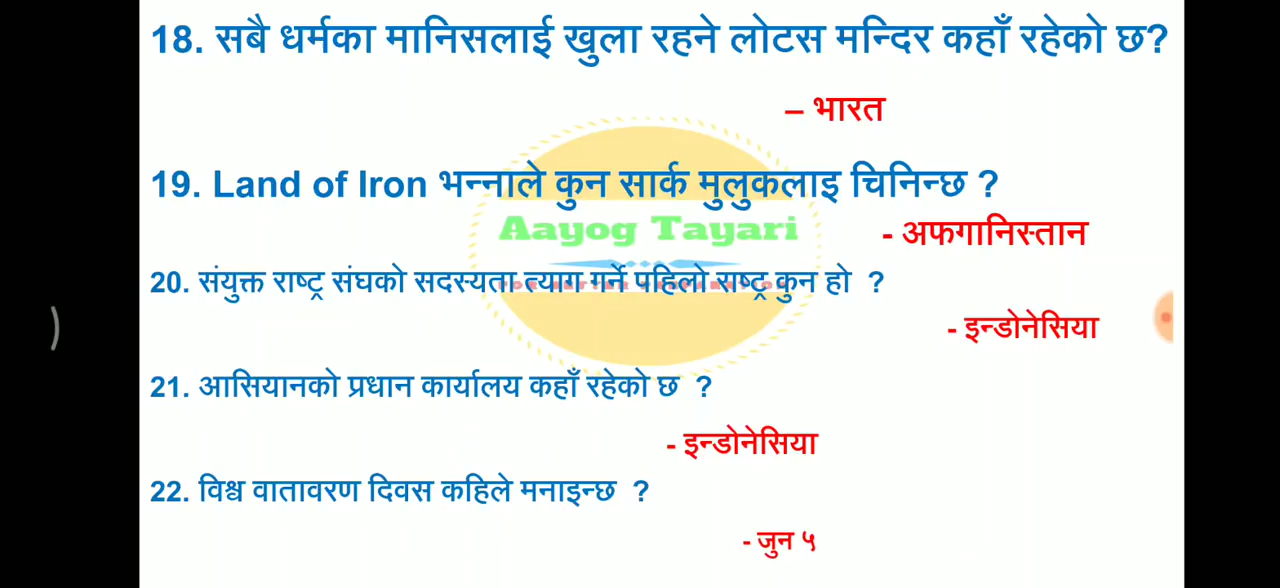 18. सबै धर्मका मानिसलाई खुला रहने लोटस मन्दिर कहाँ रहेको छ?
– भारत
19. Land of Iron भन्नाले कुन सार्क मुलुकलाइ चिनिन्छ ?
Aayog Tayari
- अफगानिस्तान
20. संयुक्त राष्ट्र संघको सदस्यता त्याग गर्ने पहिलो राष्ट्र कुन हो ?
- इन्डोनेसिया
21. आसियानको प्रधान कार्यालय कहाँ रहेको छ ?
- इन्डोनेसिया
22. विश्व वातावरण दिवस कहिले मनाइन्छ ?
- जुन ५